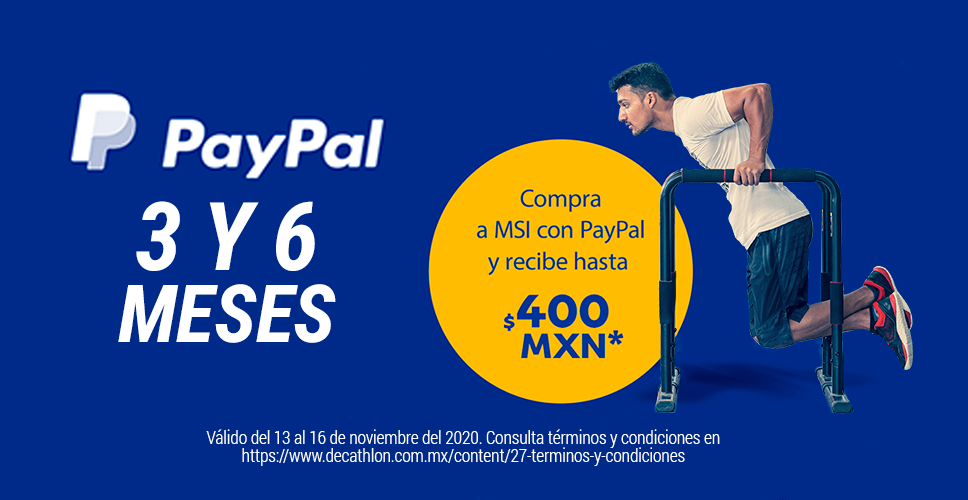 PayPal
3 Y 6
MESES
Compra
a MSI con PayPal
y recibe hasta
$400
MXN*
Válido del 13 al 16 de noviembre del 2020. Consulta términos y condiciones en
https://www.decathlon.com.mx/content/27-terminos-y-condiciones